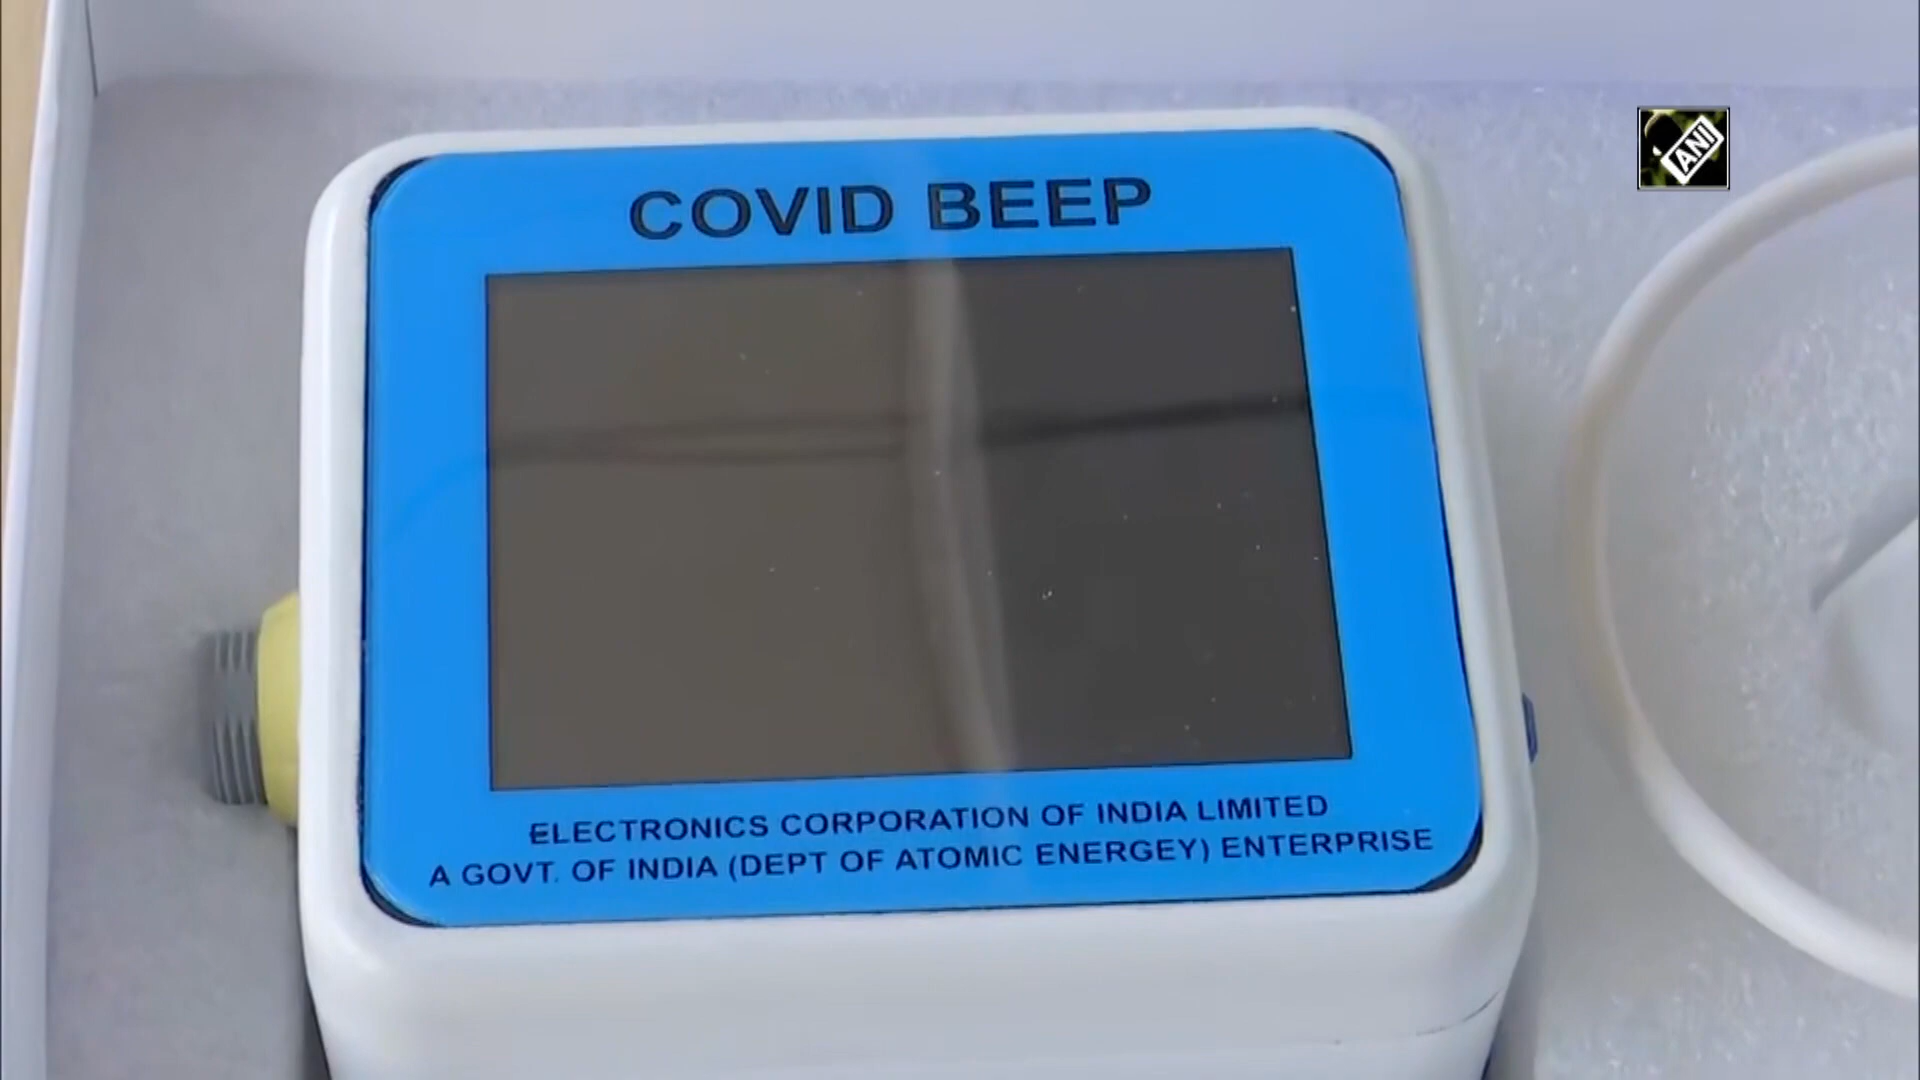 ANI
COVID BEEP
ELECTRONICS CORPORATION OF INDIA LIMITED
A GOVT. OF INDIA (DEPT OF ATOMIC ENERGEY) ENTERPRISE